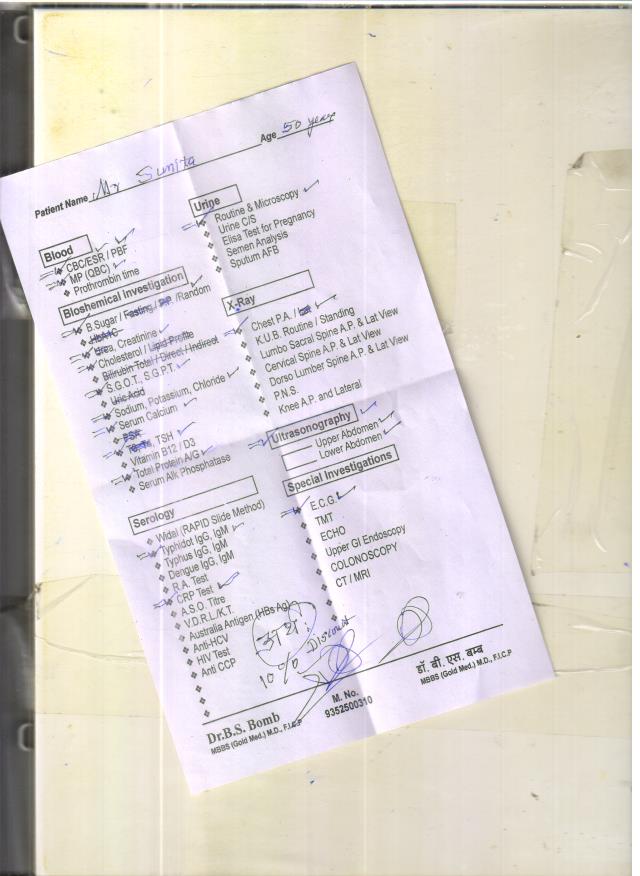 Patient Name Mr Sunita Age 50 year
Blood
CBC/ESR / PBF
MP (QBC)
Prothrombin time
Bioshemical Investigation
B.Sugar / Fasting, P.P. /Random
HbA1C
Urea, Creatinine
Cholesterol / Lipid Profile
Bilirubin Total / Direct / Indirect
S.G.O.T., S.G.P.T.
Uric Acid
Sodium, Potassium, Chloride
Serum Calcium
PSA
TSH
Vitamin B12 / D3
Total Protein A/G
Serum Alk Phosphatase
Serology
Widal (RAPID Slide Method)
Typhidot IgG, IgM
Typhus IgG, IgM
Dengue IgG, IgM
R.A. Test
CRP Test
A.S.O. Titre
V.D.R.L./K.T.
Australia Antigen (HBs Ag)
Anti-HCV
HIV Test
Anti CCP
Urine
Routine & Microscopy
Urine C/S
Elisa Test for Pregnancy
Semen Analysis
Sputum AFB
X-Ray
Chest P.A. / Lat
K.U.B. Routine / Standing
Lumbo Sacral Spine A.P. & Lat View
Cervical Spine A.P. & Lat View
Dorso Lumber Spine A.P. & Lat View
P.N.S.
Knee A.P. and Lateral
Ultrasonography
Upper Abdomen
Lower Abdomen
Special Investigations
E.C.G.
TMT
ECHO
Upper GI Endoscopy
COLONOSCOPY
CT / MRI
10% Discount
Dr.B.S. Bomb
MBBS (Gold Med.) M.D., F.I.C.P
M. No.
9352500310
डॉ. बी. एस. बम्ब
MBBS (Gold Med.) M.D., F.I.C.P